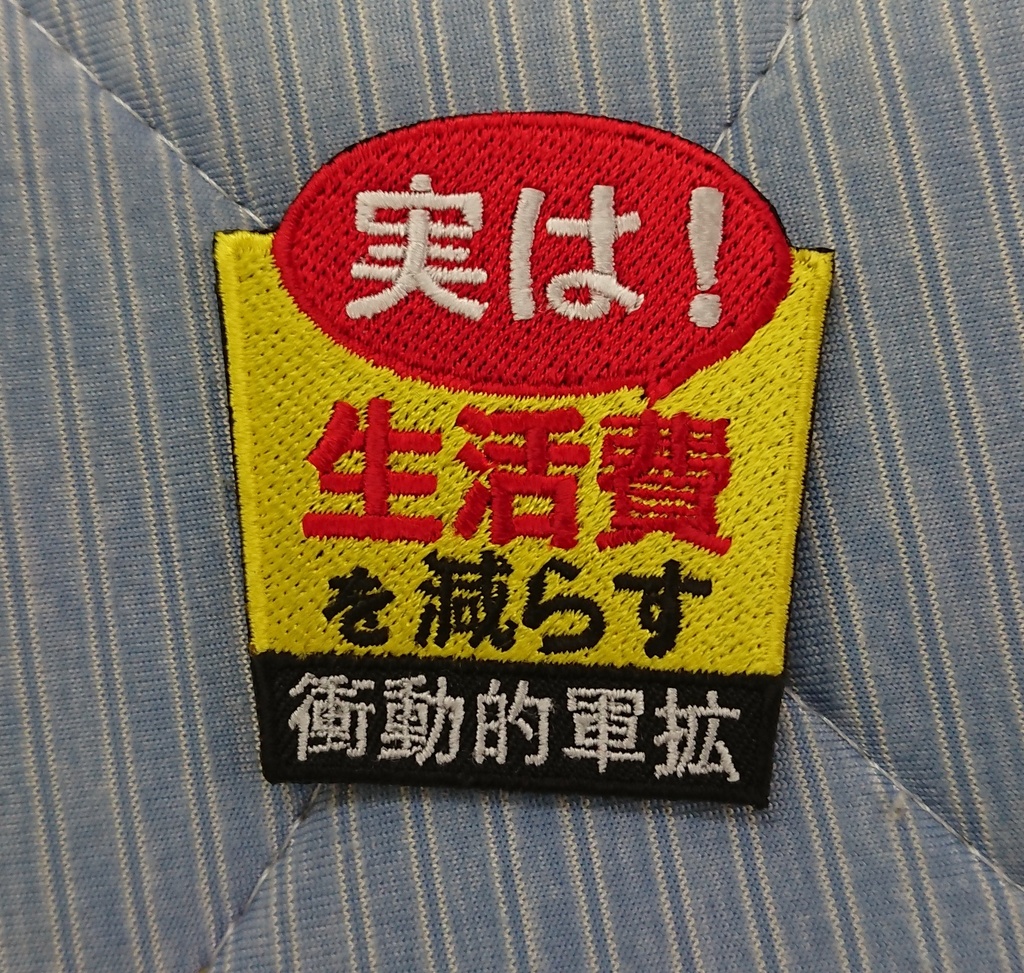 実は!
生活費
を減らす
衝動的軍拡